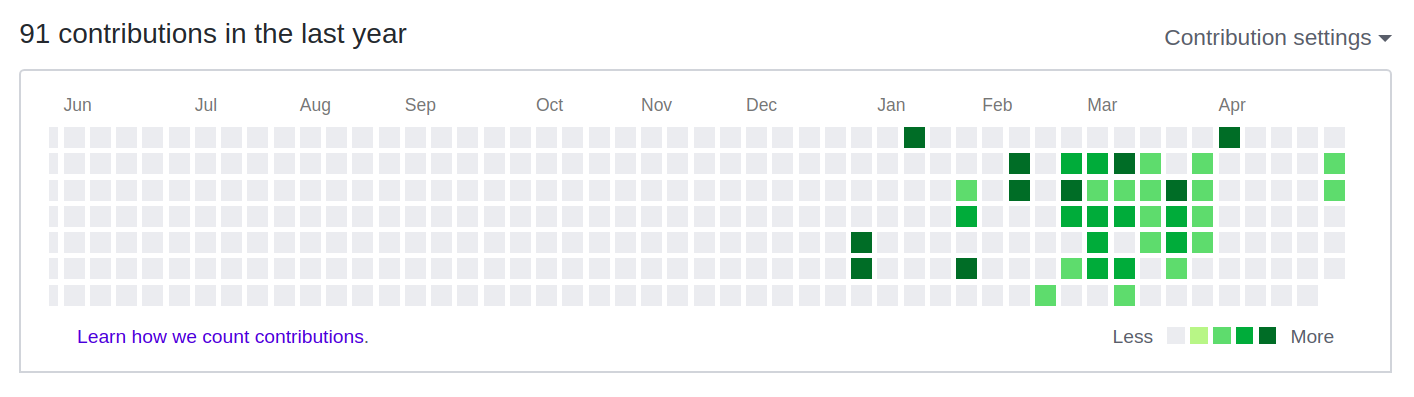 91 contributions in the last year
Contribution settings
Jun Jul Aug Sep Oct Nov Dec Jan Feb Mar Apr
Learn how we count contributions.
Less More